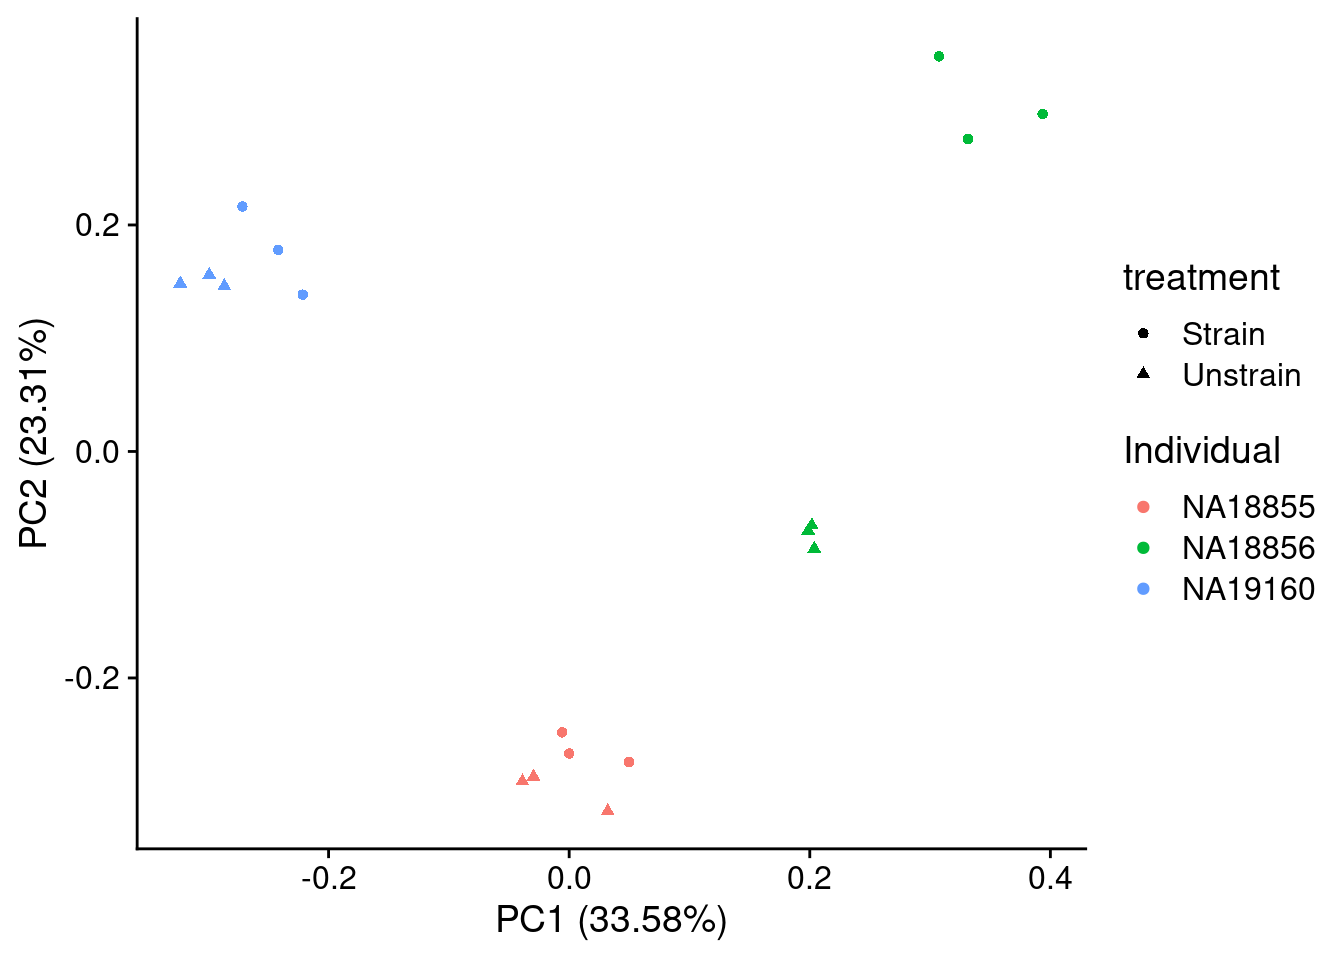 0.2
0.0
-0.2
PC2 (23.31%)
-0.2
0.0
0.2
0.4
PC1 (33.58%)
treatment
Strain
Unstrain
Individual
NA18855
NA18856
NA19160